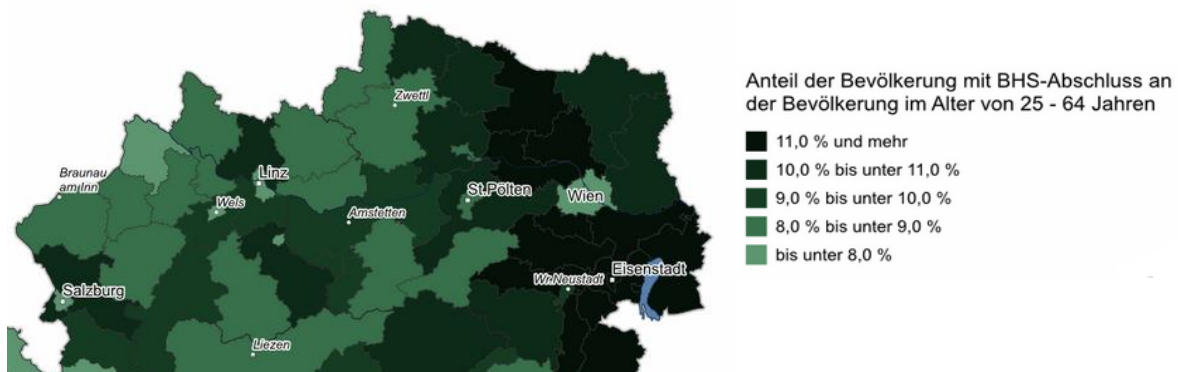 Zwettl
Braunau
am Inn
Linz
Wels
Amstetten
St.Pölten
Wien
Salzburg
Wr.Neustadt
Eisenstadt
Liezen
Anteil der Bevölkerung mit BHS-Abschluss an
der Bevölkerung im Alter von 25 - 64 Jahren
11,0 % und mehr
10,0 % bis unter 11,0 %
9,0 % bis unter 10,0 %
8,0 % bis unter 9,0 %
bis unter 8,0 %